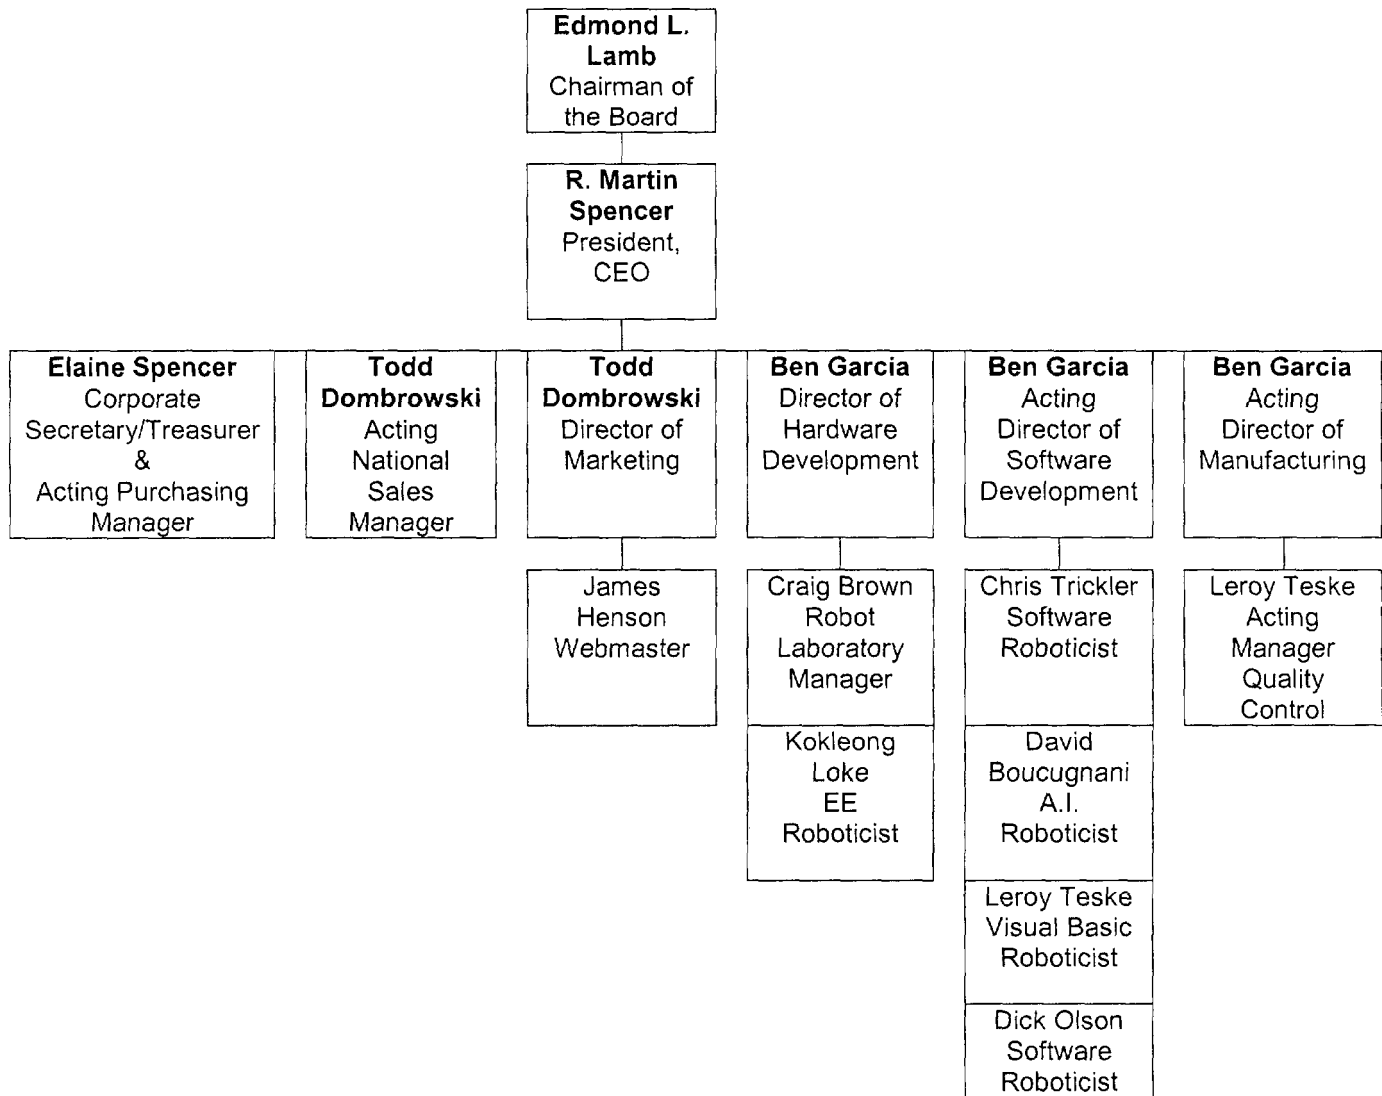 Edmond L.
Lamb
Chairman of
the Board
R. Martin
Spencer
President,
CEO
Elaine Spencer
Corporate
Secretary/Treasurer
&
Acting Purchasing
Manager
Todd
Dombrowski
Acting
National
Sales
Manager
Todd
Dombrowski
Director of
Marketing
Ben Garcia
Director of
Hardware
Development
Ben Garcia
Acting
Director of
Software
Development
Ben Garcia
Acting
Director of
Manufacturing
James
Henson
Webmaster
Craig Brown
Robot
Laboratory
Manager
Kokleong
Loke
EE
Roboticist
Chris Trickler
Software
Roboticist
David
Boucugnani
A.I.
Roboticist
Leroy Teske
Visual Basic
Roboticist
Dick Olson
Software
Roboticist
Leroy Teske
Acting
Manager
Quality
Control